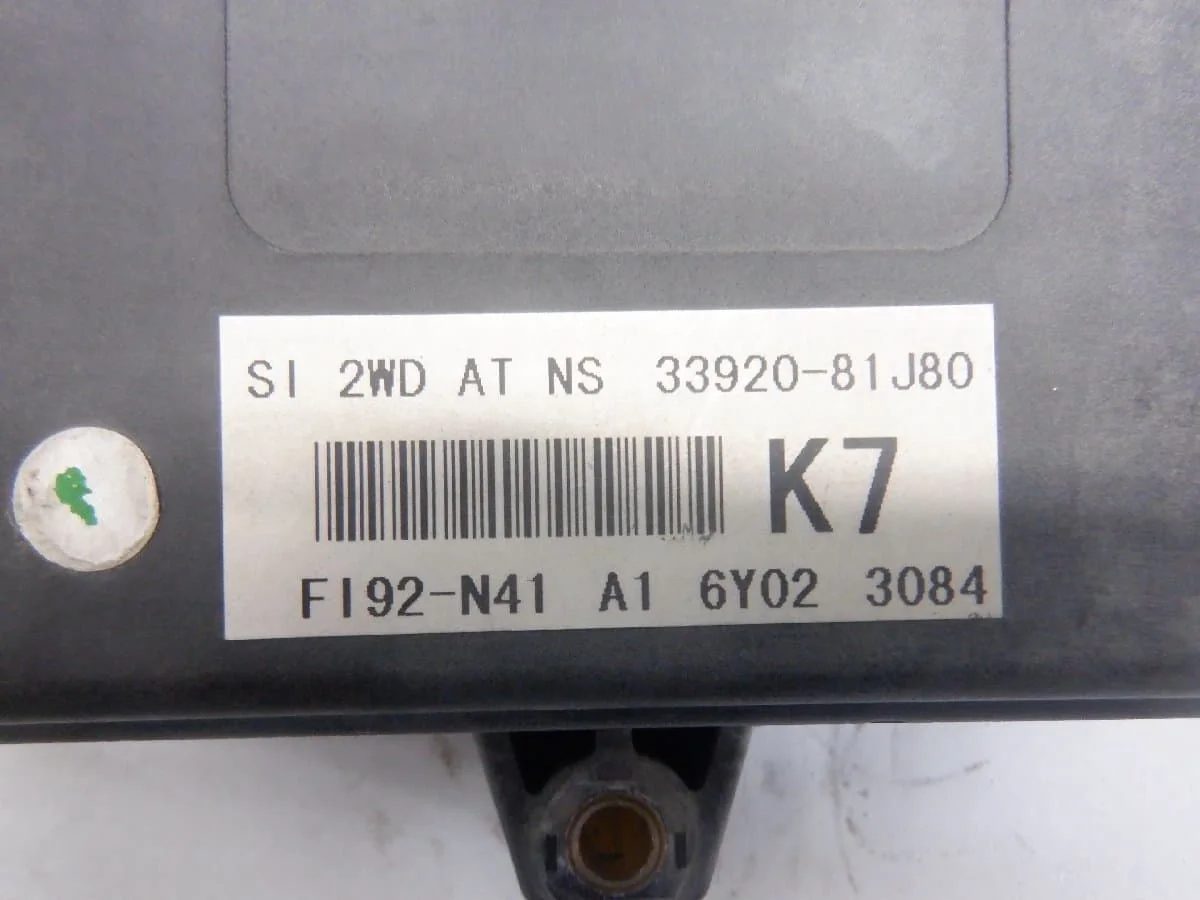 SI 2WD AT NS 33920-81J80
K7
FI92-N41 A1 6Y02 3084